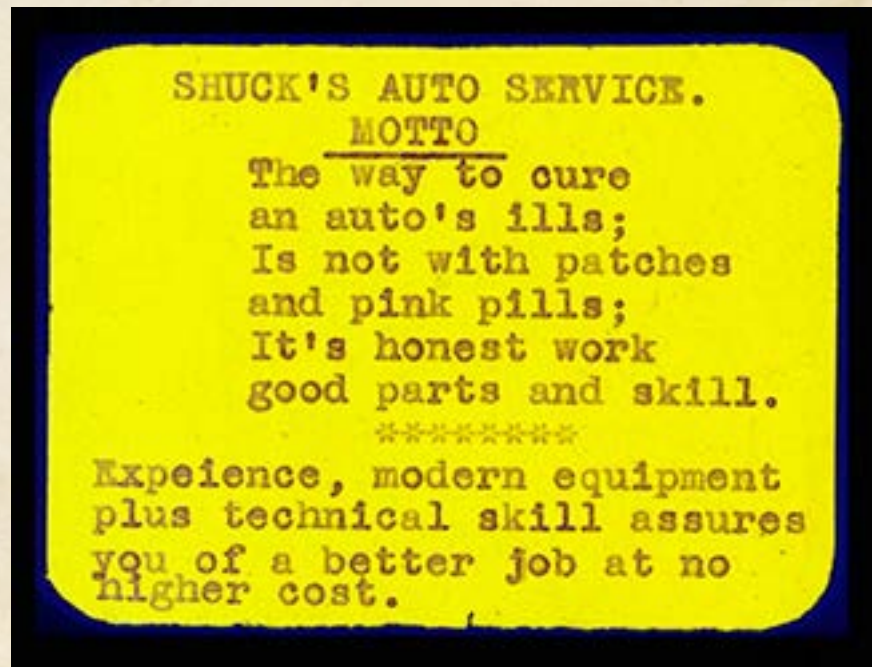 SHUCK'S AUTO SERVICE.
MOTTO
The way to cure
an auto's ills;
Is not with patches
and pink pills;
It's honest work
good parts and skill.
********
Expeience, modern equipment
plus technical skill assures
you of a better job at no
higher cost.